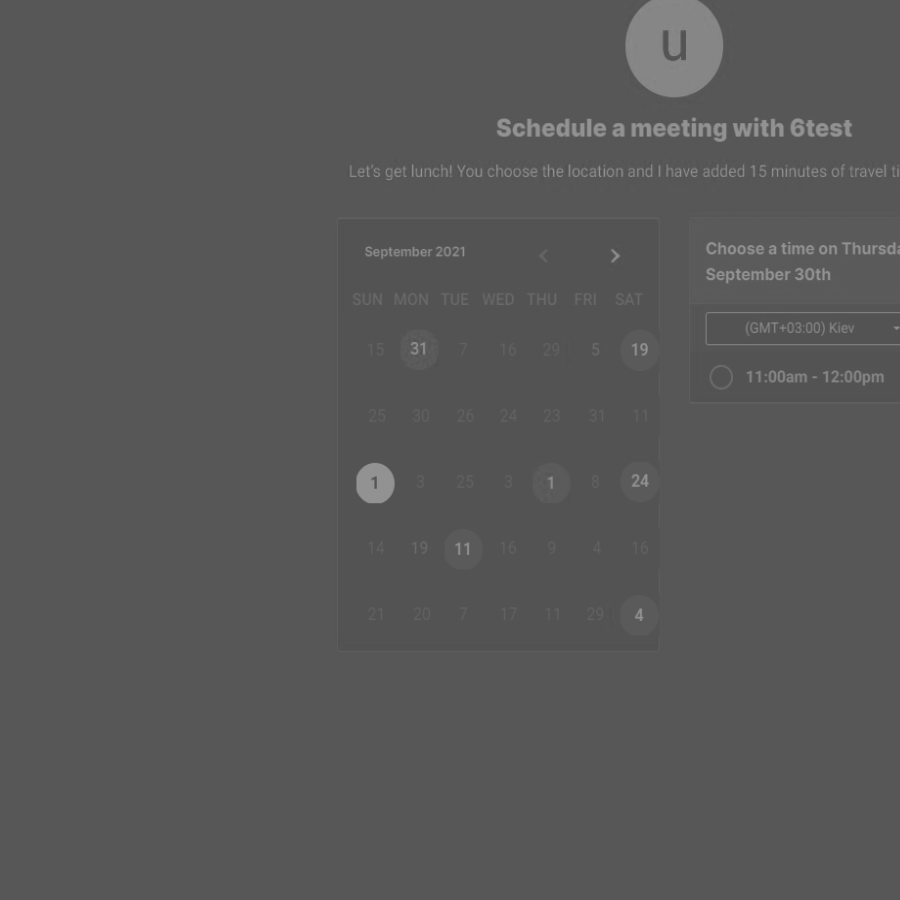 u
Schedule a meeting with 6test
Let's get lunch! You choose the location and I have added 15 minutes of travel
September 2021
SUN MON TUE WED THU FRI SAT
15 31 7 16 29 5 19
25 30 26 24 23 31 11
1 3 25 3 1 8 24
14 19 11 16 9 4 16
21 20 7 17 11 29 4
Choose a time on
September 30th
(GMT+03:00) Kiev
11:00am - 12:00pm